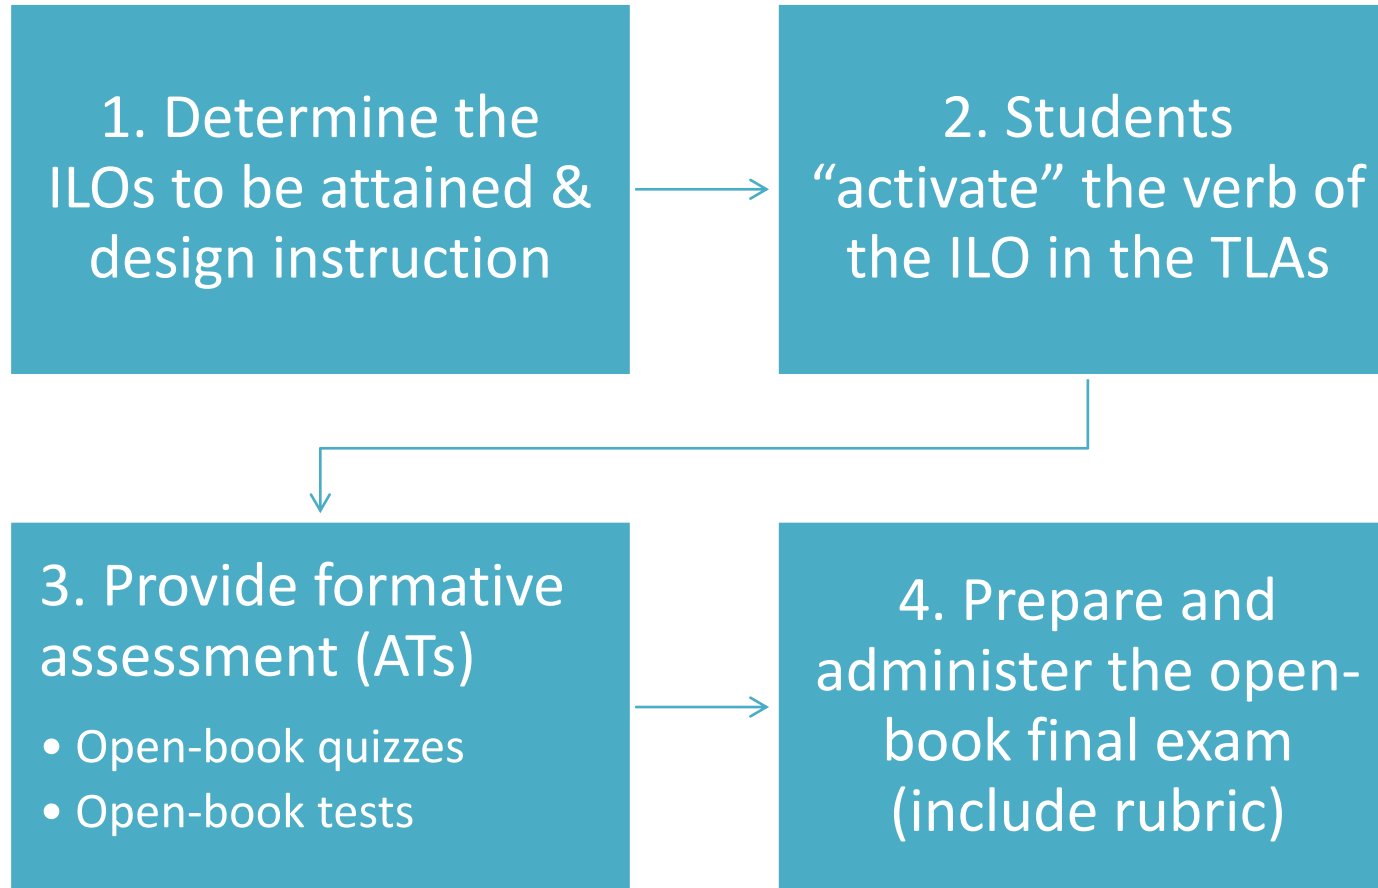 1. Determine the
ILOs to be attained &
design instruction
2. Students
“activate” the verb of
the ILO in the TLAs
3. Provide formative
assessment (ATs)
• Open-book quizzes
• Open-book tests
4. Prepare and
administer the open-
book final exam
(include rubric)